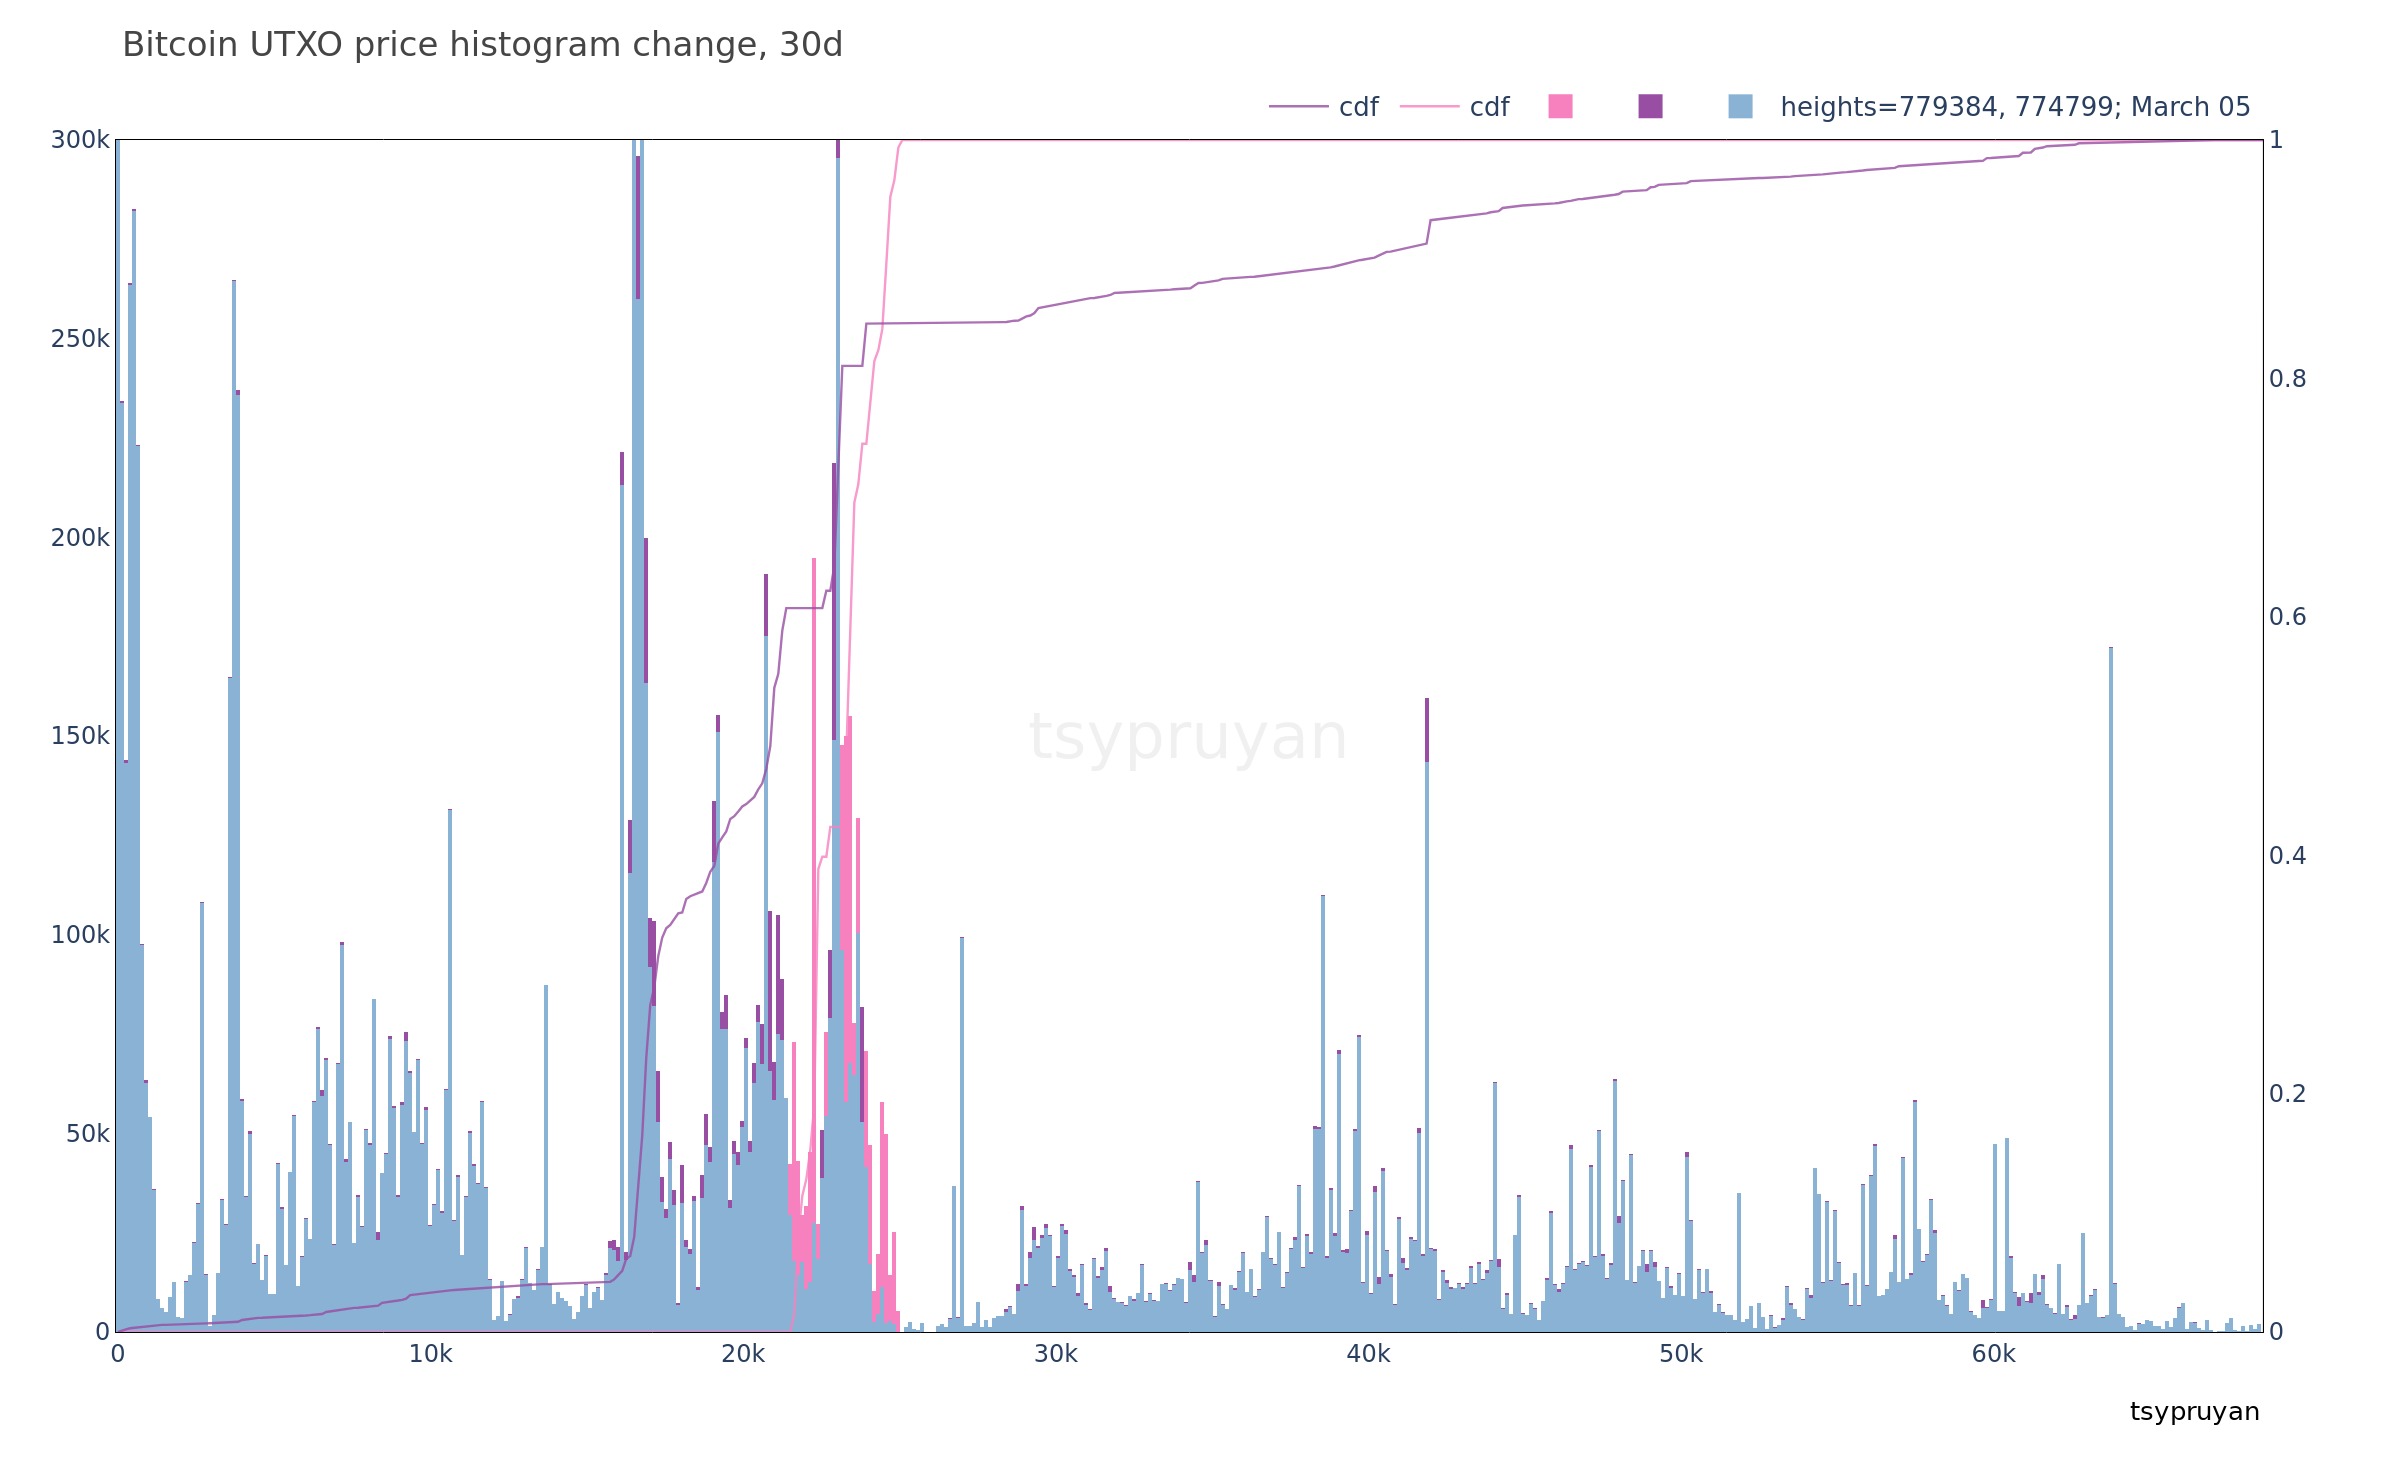 Bitcoin UTXO price histogram change, 30d
cdf cdf heights=779384, 774799; March 05
300k
250k
200k
150k
100k
50k
0
1
0.8
0.6
0.4
0.2
0
tsypruyan
0 10k 20k 30k 40k 50k 60k
tsypruyan